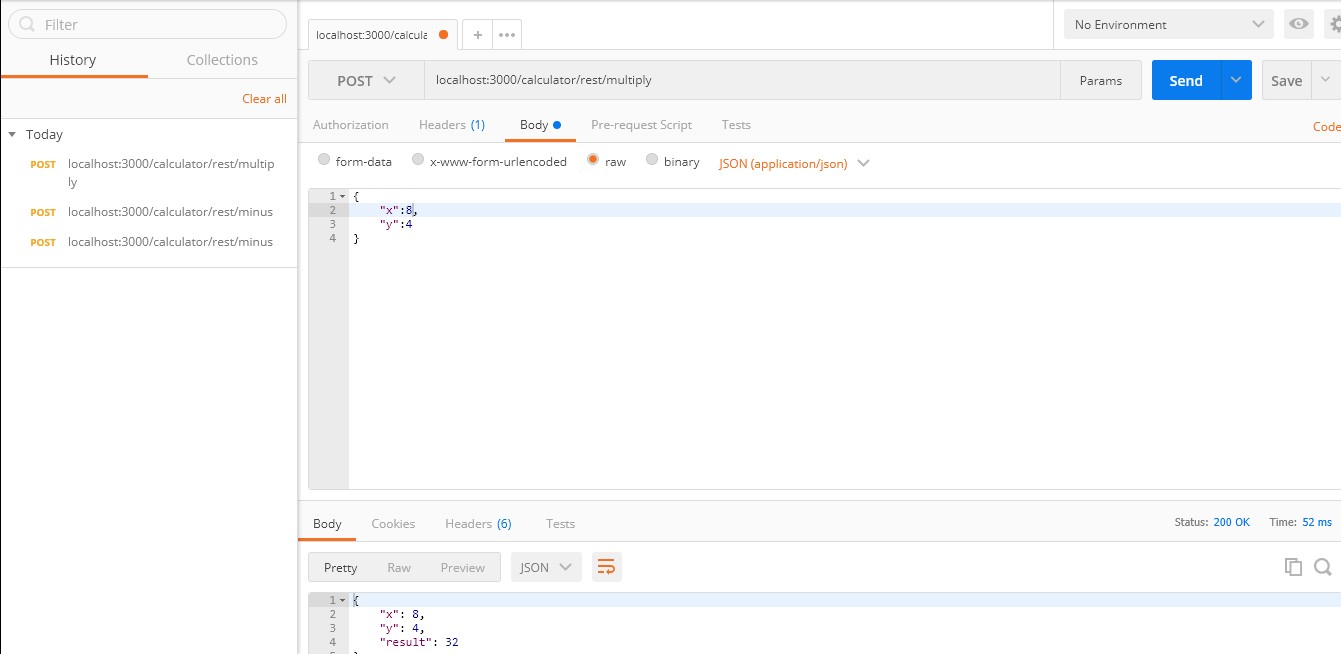 Filter
History Collections
Clear all
Today
POST localhost:3000/calculator/rest/multip
ly
POST localhost:3000/calculator/rest/minus
POST localhost:3000/calculator/rest/minus
localhost:3000/calcula + ••• No Environment
POST localhost:3000/calculator/rest/multiply Params Send Save
Authorization Headers (1) Body Pre-request Script Tests Code
form-data x-www-form-urlencoded raw binary JSON (application/json)
1 {
2 "x":8,
3 "y":4
4 }
Body Cookies Headers (6) Tests Status: 200 OK Time: 52 ms
Pretty Raw Preview JSON
1 {
2 "x": 8,
3 "y": 4,
4 "result": 32